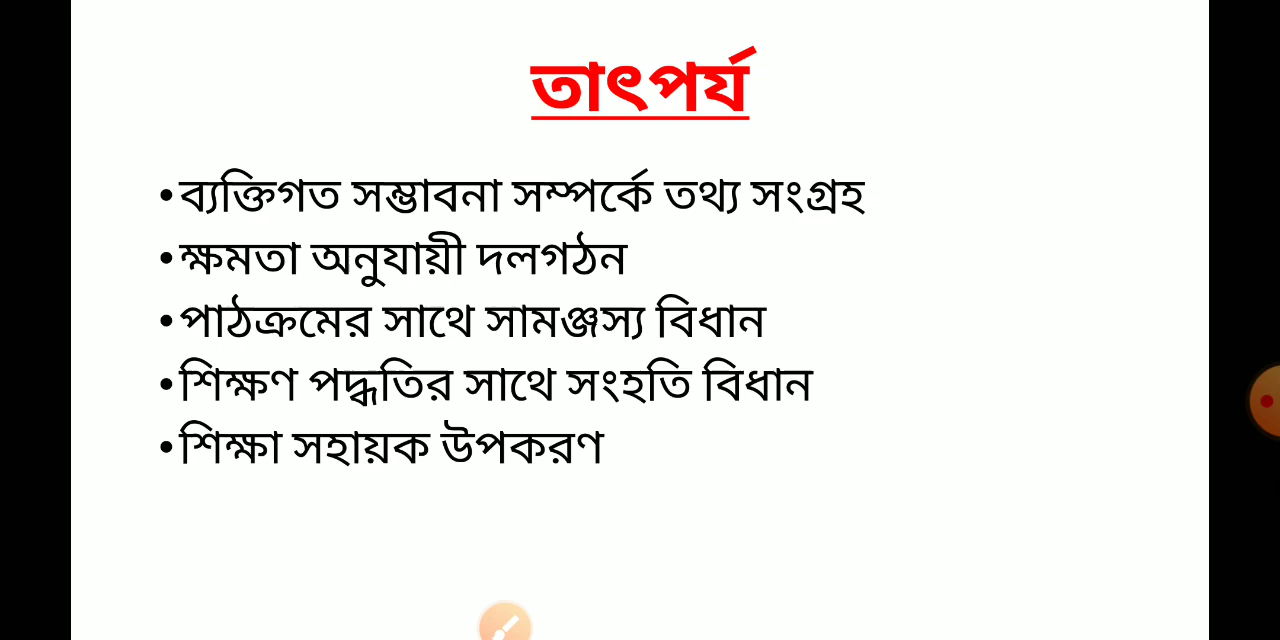 তাৎপর্য
•ব্যক্তিগত সম্ভাবনা সম্পর্কে তথ্য সংগ্রহ
•ক্ষমতা অনুযায়ী দলগঠন
•পাঠক্রমের সাথে সামঞ্জস্য বিধান
•শিক্ষণ পদ্ধতির সাথে সংহতি বিধান
•শিক্ষা সহায়ক উপকরণ